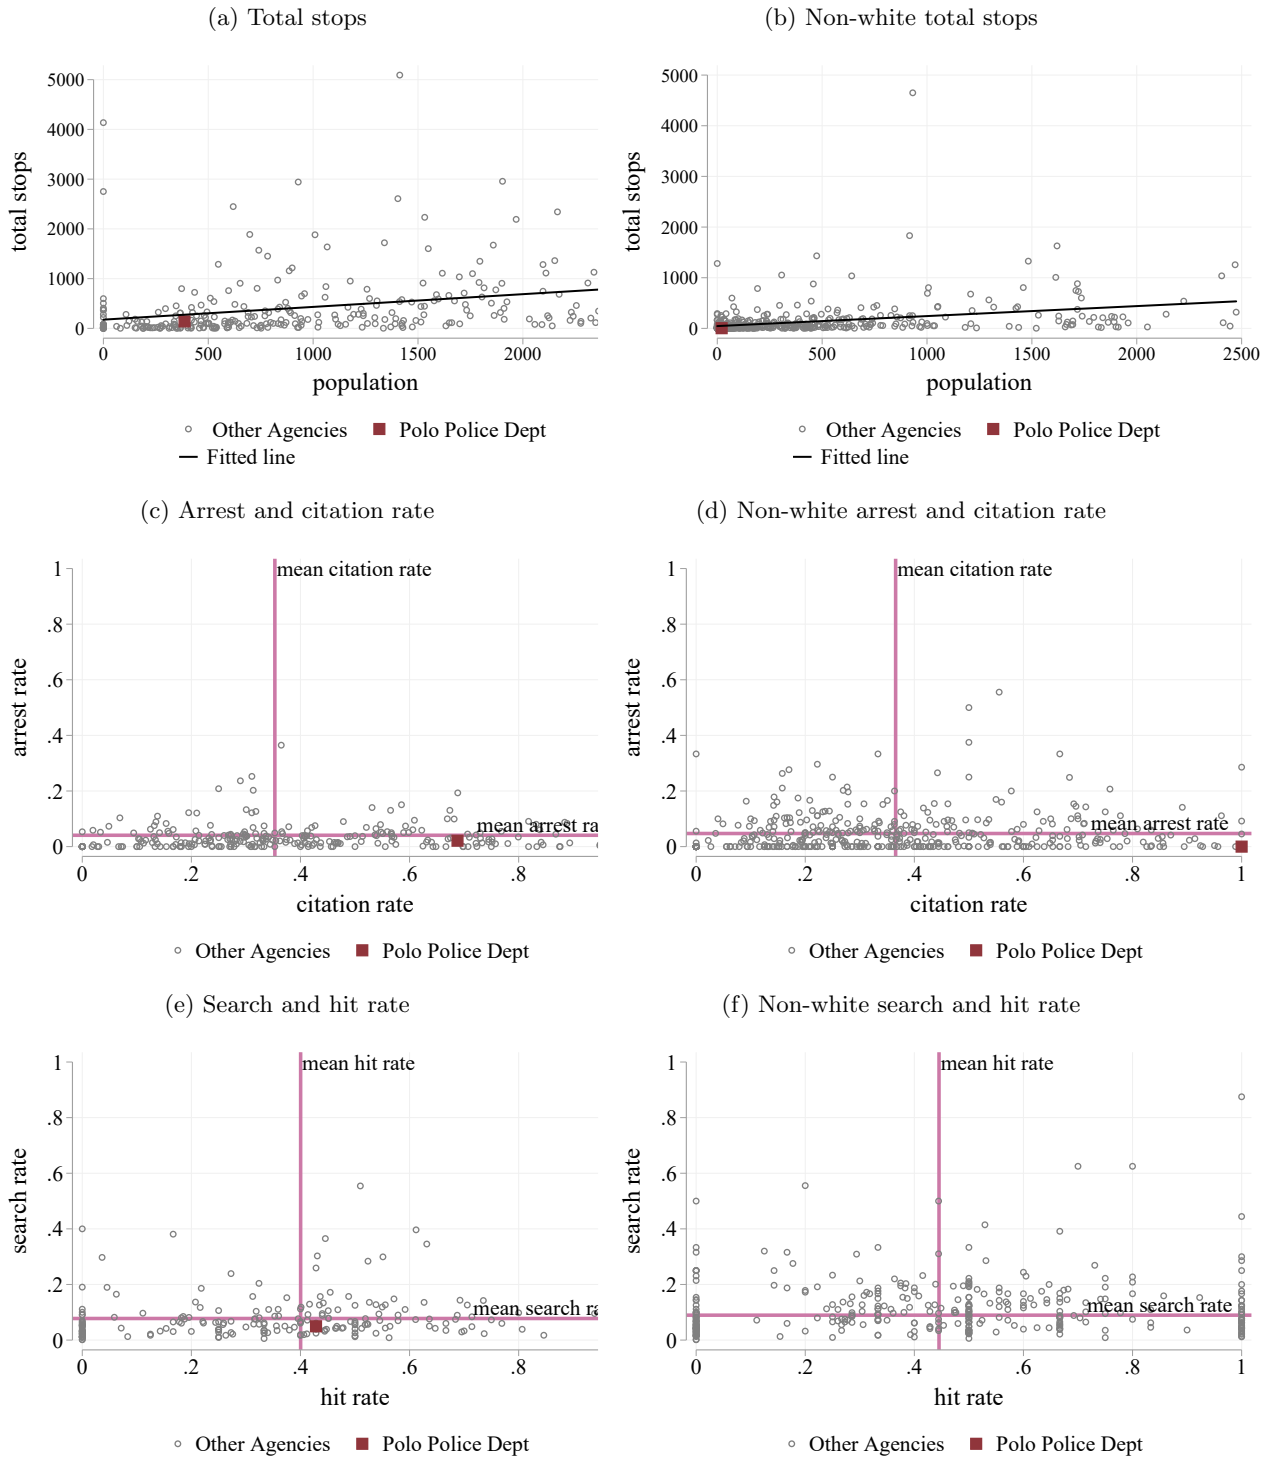 (a) Total stops
(b) Non-white total stops
5000
4000
3000
2000
1000
0
total stops
0 500 1000 1500 2000
population
Other Agencies Polo Police Dept
Fitted line
5000
4000
3000
2000
1000
0
total stops
0 500 1000 1500 2000 2500
population
Other Agencies Polo Police Dept
Fitted line
(c) Arrest and citation rate
(d) Non-white arrest and citation rate
1
.8
.6
.4
.2
0
arrest rate
mean citation rate
mean arrest ra
0 .2 .4 .6 .8
citation rate
Other Agencies Polo Police Dept
1
.8
.6
.4
.2
0
arrest rate
mean citation rate
mean arrest rate
0 .2 .4 .6 .8 1
citation rate
Other Agencies Polo Police Dept
(e) Search and hit rate
(f) Non-white search and hit rate
1
.8
.6
.4
.2
0
search rate
mean hit rate
mean search ra
0 .2 .4 .6 .8
hit rate
Other Agencies Polo Police Dept
1
.8
.6
.4
.2
0
search rate
mean hit rate
mean search rate
0 .2 .4 .6 .8 1
hit rate
Other Agencies Polo Police Dept